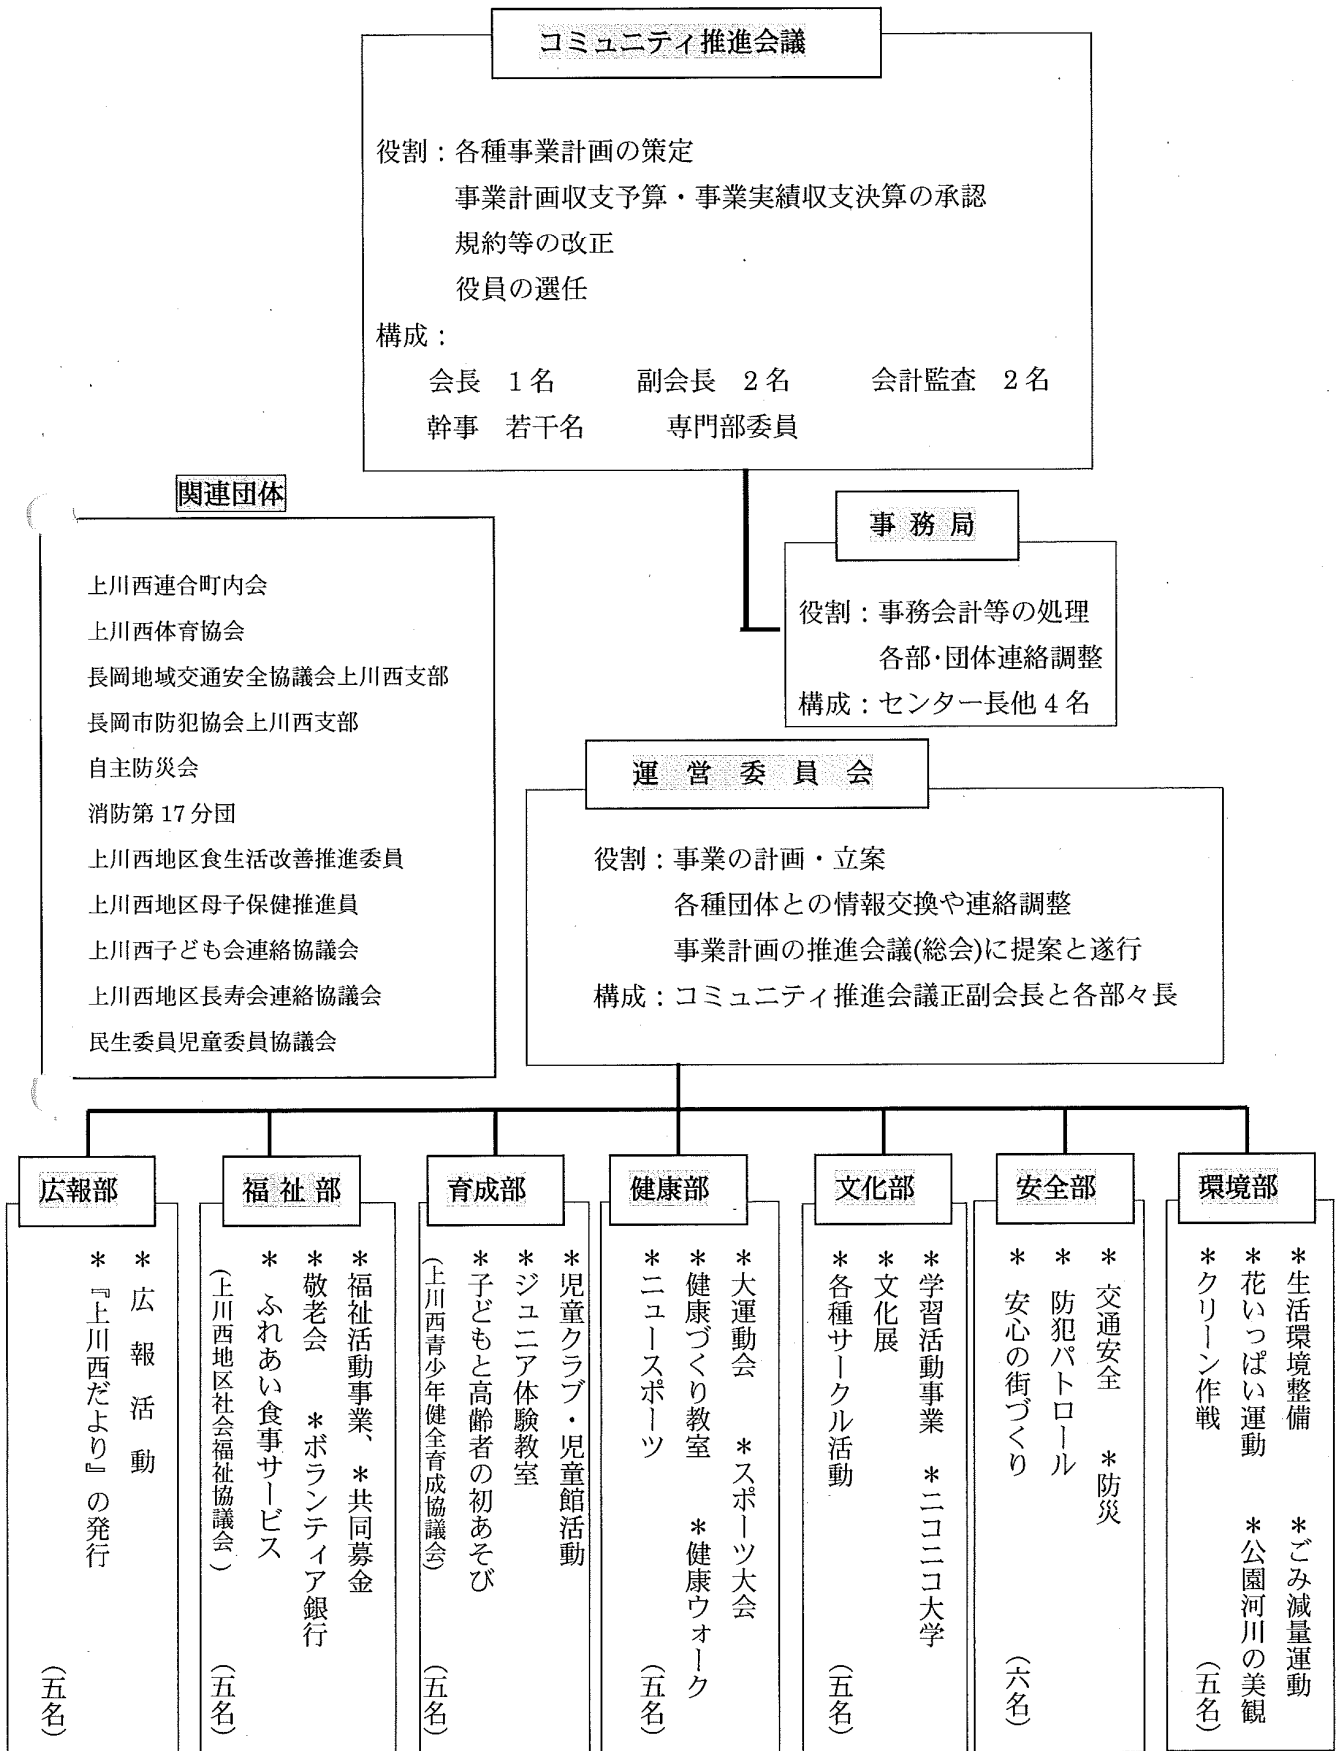 コミュニティ推進会議
役割：各種事業計画の策定
事業計画収支予算・事業実績収支決算の承認
規約等の改正
役員の選任
構成：
会長　1名　　　副会長　2名　　　会計監査　2名
幹事　若干名　　　専門部委員
関連団体
上川西連合町内会
上川西体育協会
長岡地域交通安全協議会上川西支部
長岡市防犯協会上川西支部
自主防災会
消防第17分団
上川西地区食生活改善推進委員
上川西地区母子保健推進員
上川西子ども会連絡協議会
上川西地区長寿会連絡協議会
民生委員児童委員協議会
事 務 局
役割：事務会計等の処理
各部･団体連絡調整
構成：センター長他4名
運 営 委 員 会
役割：事業の計画・立案
各種団体との情報交換や連絡調整
事業計画の推進会議(総会)に提案と遂行
構成：コミュニティ推進会議正副会長と各部々長
広報部
＊ 広 報 活 動
＊ 『上川西だより』の発行
（五名）
福 祉 部
＊福祉活動事業、＊共同募金
＊敬老会　＊ボランティア銀行
＊ ふれあい食事サービス
（上川西地区社会福祉協議会）　（五名）
育成部
＊児童クラブ・児童館活動
＊ジュニア体験教室
＊子どもと高齢者の初あそび
（上川西青少年健全育成協議会）　（五名）
健康部
＊大運動会　＊スポーツ大会
＊健康づくり教室　＊健康ウォーク
＊ニュースポーツ　（五名）
文化部
＊学習活動事業　＊ニコニコ大学
＊文化展
＊各種サークル活動　（五名）
安全部
＊ 交通安全　＊防災
＊ 防犯パトロール
＊ 安心の街づくり　（六名）
環境部
＊生活環境整備　＊ごみ減量運動
＊花いっぱい運動　＊公園河川の美観
＊クリーン作戦　（五名）